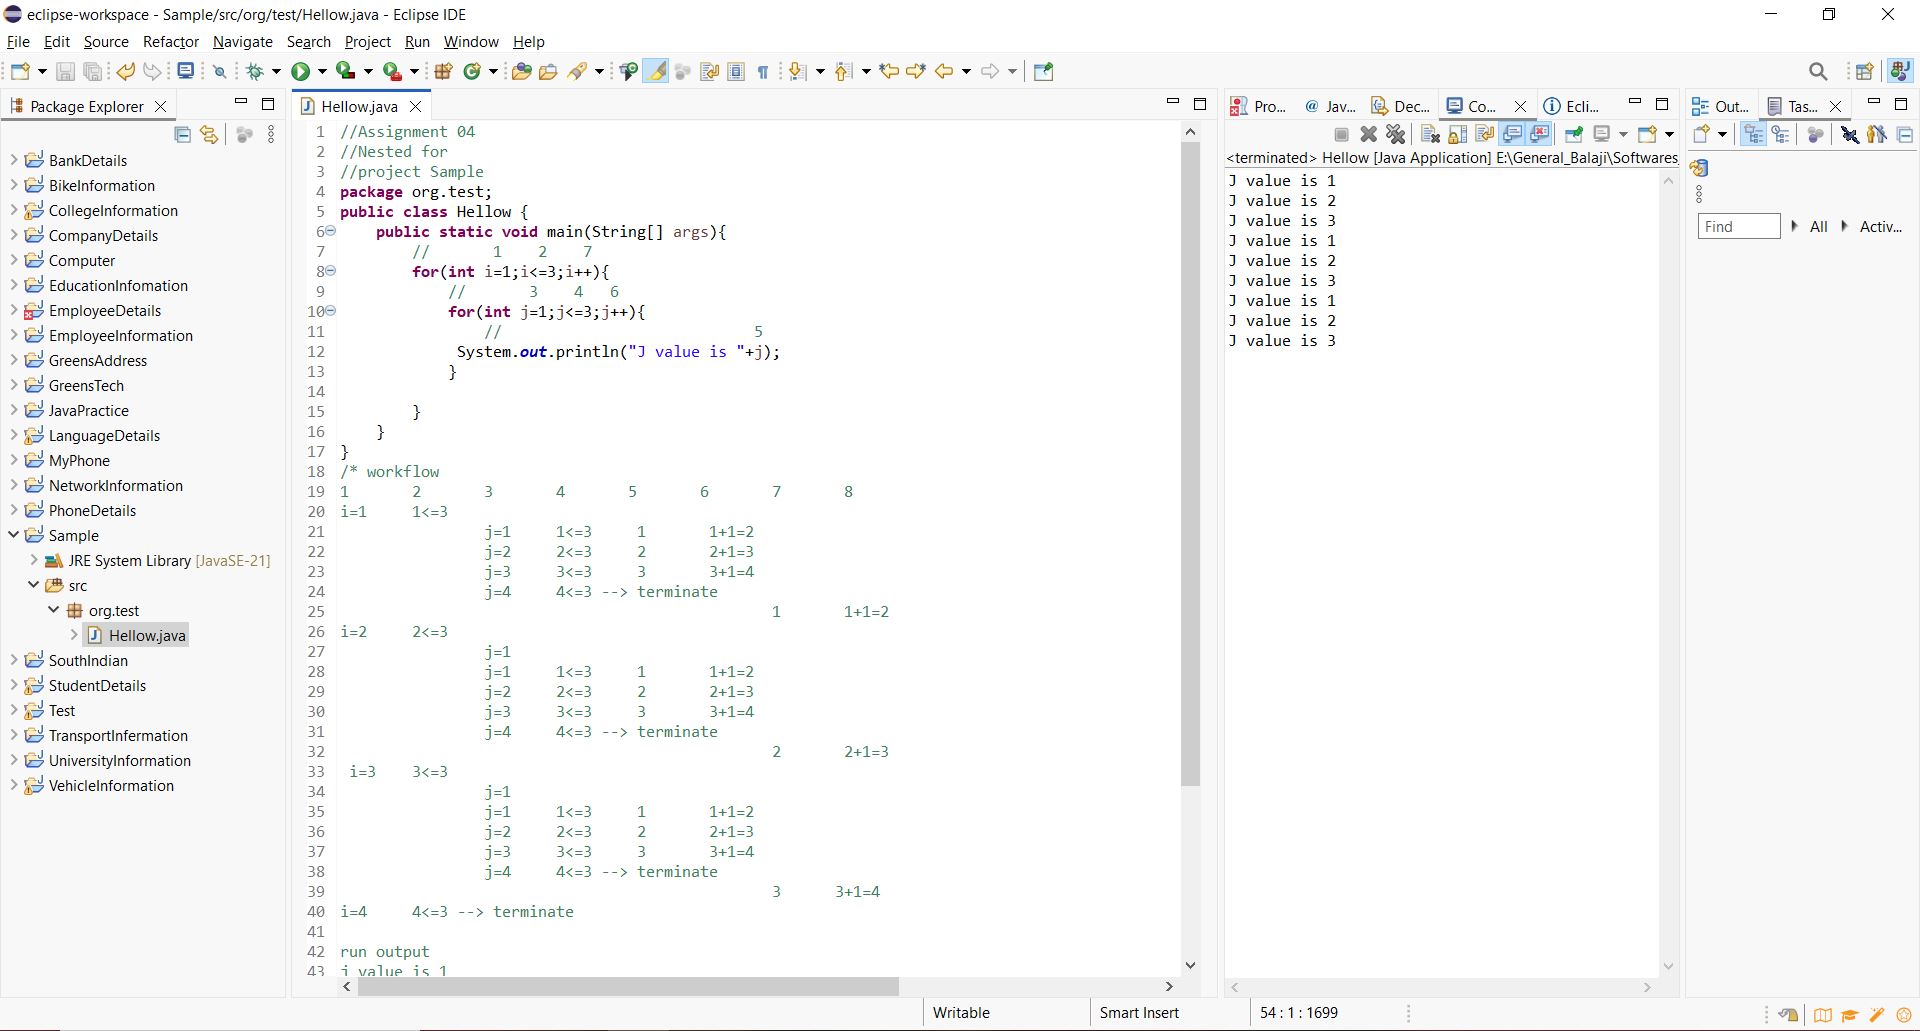 eclipse-workspace - Sample/src/org/test/Hellow.java - Eclipse IDE
File Edit Source Refactor Navigate Search Project Run Window Help
Package Explorer
BankDetails
BikeInformation
CollegeInformation
CompanyDetails
Computer
EducationInfomation
EmployeeDetails
EmployeeInformation
GreensAddress
GreensTech
JavaPractice
LanguageDetails
MyPhone
NetworkInformation
PhoneDetails
Sample
JRE System Library [JavaSE-21]
src
org.test
Hellow.java
SouthIndian
StudentDetails
Test
TransportInfermation
UniversityInformation
VehicleInformation
Hellow.java
1 //Assignment 04
2 //Nested for
3 //project Sample
4 package org.test;
5 public class Hellow {
6 public static void main(String[] args){
7 // 1 2 7
8 for(int i=1;i<=3;i++){
9 // 3 4 6
10 for(int j=1;j<=3;j++){
11 // 5
12 System.out.println("J value is "+j);
13 }
14
15 }
16 }
17 }
18 /* workflow
19 1 2 3 4 5 6 7 8
20 i=1 1<=3
21 j=1 1<=3 1 1+1=2
22 j=2 2<=3 2 2+1=3
23 j=3 3<=3 3 3+1=4
24 j=4 4<=3 --> terminate
25 1 1+1=2
26 i=2 2<=3
27 j=1
28 j=1 1<=3 1 1+1=2
29 j=2 2<=3 2 2+1=3
30 j=3 3<=3 3 3+1=4
31 j=4 4<=3 --> terminate
32 2 2+1=3
33 i=3 3<=3
34 j=1
35 j=1 1<=3 1 1+1=2
36 j=2 2<=3 2 2+1=3
37 j=3 3<=3 3 3+1=4
38 j=4 4<=3 --> terminate
39 3 3+1=4
40 i=4 4<=3 --> terminate
41
42 run output
43 j value is 1
Pro... @ Jav... Dec... Co... Ecli...
<terminated> Hellow [Java Application] E:\General_Balaji\Softwares
J value is 1
J value is 2
J value is 3
J value is 1
J value is 2
J value is 3
J value is 1
J value is 2
J value is 3
Out... Tas...
Find All Activ...
Writable Smart Insert 54 : 1 : 1699